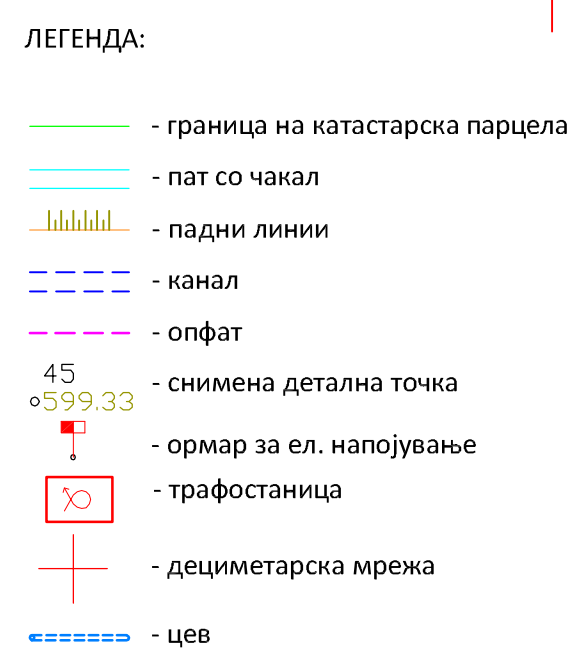 ЛЕГЕНДА:
- граница на катастарска парцела
- пат со чакал
- падни линии
- канал
- опфат
45
599.33
- снимена детална точка
- ормар за ел. напојување
- трафостаница
- дециметарска мрежа
- цев